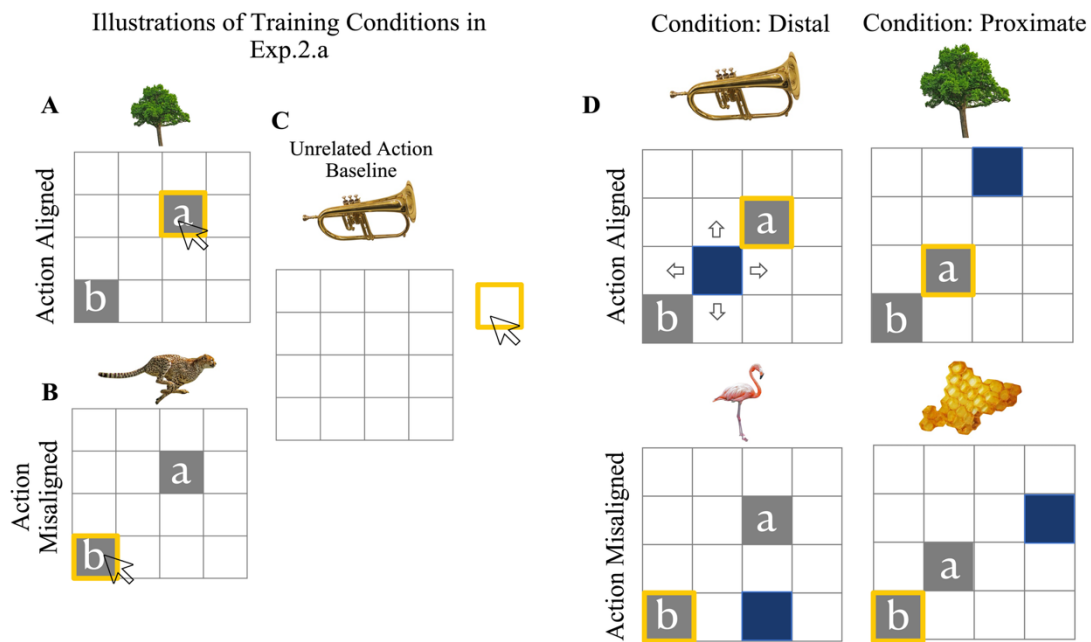 Illustrations of Training Conditions in
Exp.2.a
A
Action Aligned
a
b
B
Action
Misaligned
a
b
C
Unrelated Action
Baseline
D
Condition: Distal
Condition: Proximate
Action Aligned
a
b
a
b
Action Misaligned
a
b
a
b